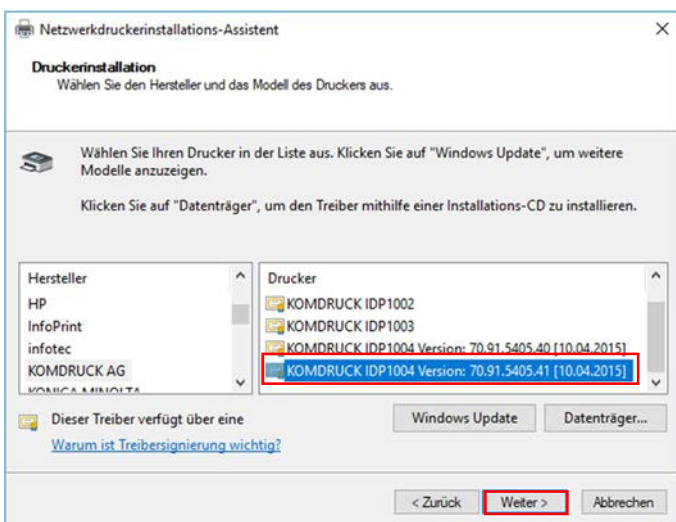 Netzwerkdruckerinstallations-Assistent
Druckerinstallation
Wählen Sie den Hersteller und das Modell des Druckers aus.
Wählen Sie Ihren Drucker in der Liste aus. Klicken Sie auf "Windows Update", um weitere
Modelle anzuzeigen.
Klicken Sie auf "Datenträger", um den Treiber mithilfe einer Installations-CD zu installieren.
Hersteller
HP
InfoPrint
infotec
KOMDRUCK AG
KONICA MINOLTA
Drucker
KOMDRUCK IDP1002
KOMDRUCK IDP1003
KOMDRUCK IDP1004 Version: 70.91.5405.40 [10.04.2015]
KOMDRUCK IDP1004 Version: 70.91.5405.41 [10.04.2015]
Dieser Treiber verfügt über eine
Warum ist Treibersignierung wichtig?
Windows Update
Datenträger...
< Zurück
Weiter >
Abbrechen